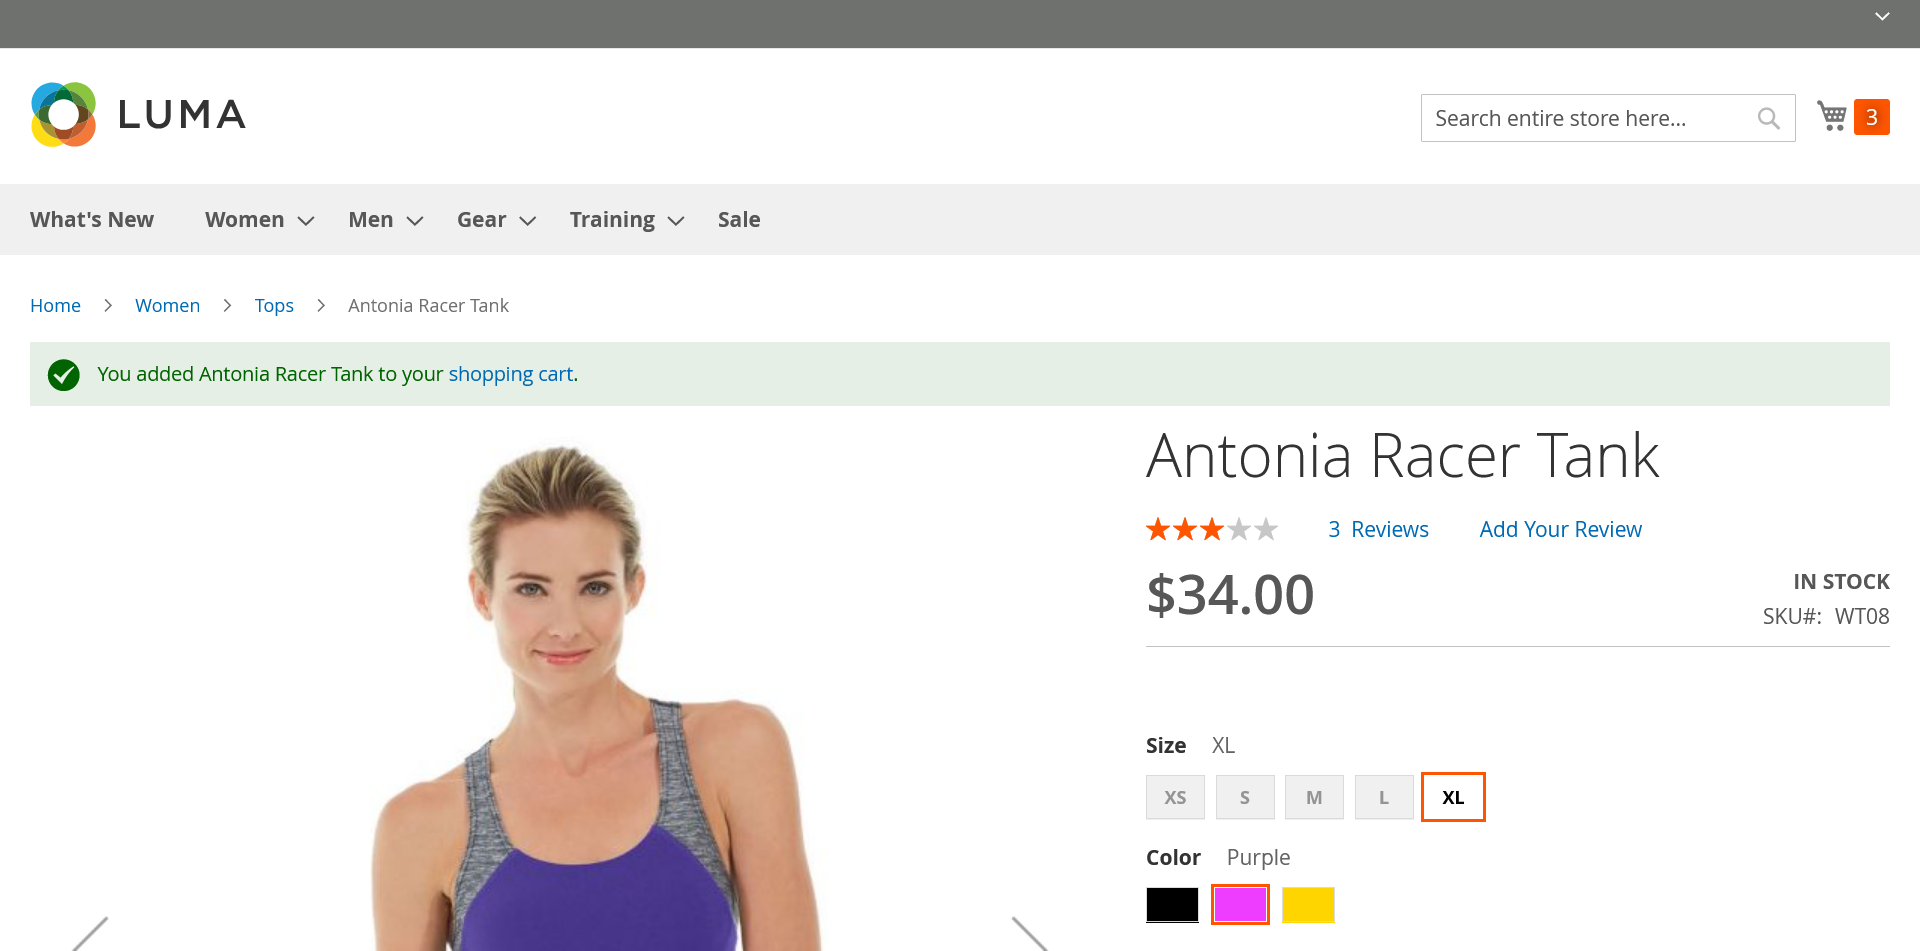 LUMA
Search entire store here...
3
What's New
Women
Men
Gear
Training
Sale
Home
Women
Tops
Antonia Racer Tank
You added Antonia Racer Tank to your shopping cart.
Antonia Racer Tank
3 Reviews
Add Your Review
$34.00
IN STOCK
SKU#: WT08
Size XL
XS S M L XL
Color Purple